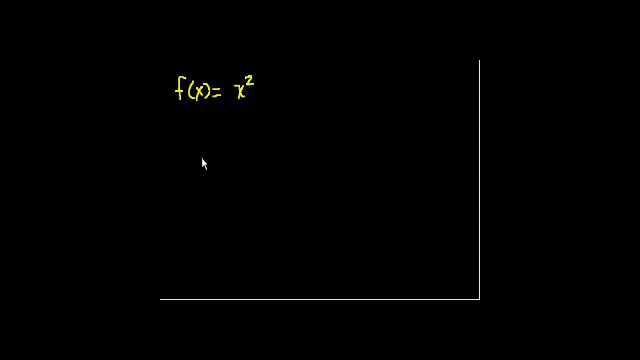 f(x)= x²